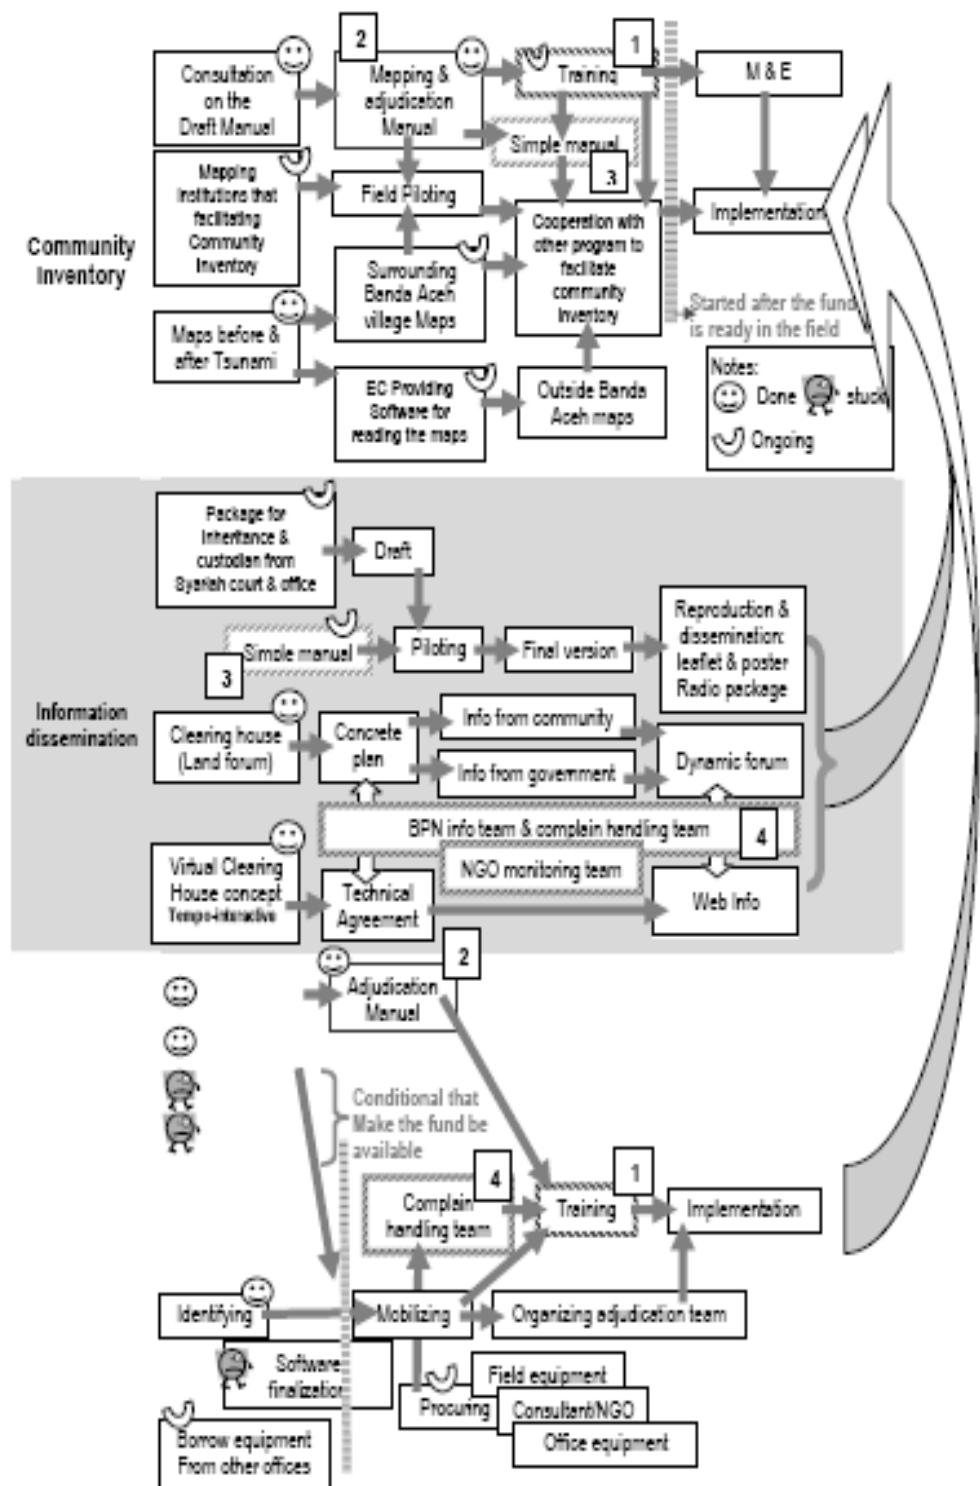 2
1
Consultation
on the
Draft Manual
Mapping &
adjudication
Manual
Training
M & E
Simple manual
3
Mapping
Institutions that
facilitating
Community
Inventory
Field Piloting
Cooperation with
other program to
facilitate
community
Inventory
Implementation
Community
Inventory
Surrounding
Banda Aceh
village Maps
Maps before &
after Tsunami
Started after the fund
is ready in the field
EC Providing
Software for
reading the maps
Outside Banda
Aceh maps
Notes:
Done
stuck
Ongoing
Package for
Inheritance &
custodian from
Syariah court & office
Draft
Simple manual
3
Piloting
Final version
Reproduction &
dissemination:
leaflet & poster
Radio package
Information
dissemination
Clearing house
(Land forum)
Concrete
plan
Info from community
Info from government
Dynamic forum
BPN info team & complain handling team
4
NGO monitoring team
Virtual Clearing
House concept
Tempo-interactive
Technical
Agreement
Web Info
2
Adjudication
Manual
Conditional that
Make the fund be
available
4
Complain
handling team
1
Training
Implementation
Identifying
Mobilizing
Organizing adjudication team
Software
finalization
Procuring
Field equipment
Consultant/NGO
Office equipment
Borrow equipment
From other offices